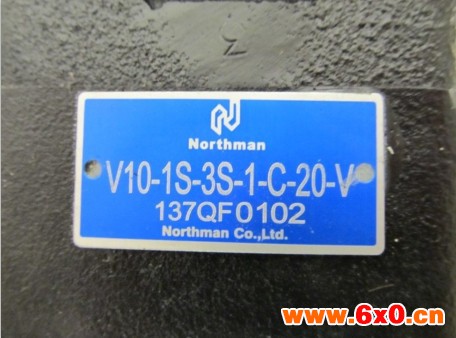 Northman
V10-1S-3S-1-C-20-V
137QF0102
Northman Co.,Ltd.
www.6x0.cn